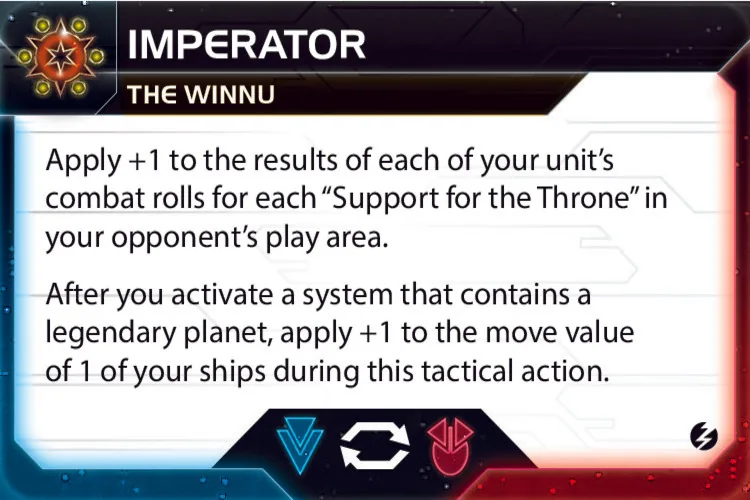 IMPERATOR
THE WINNU
Apply +1 to the results of each of your unit’s
combat rolls for each “Support for the Throne” in
your opponent’s play area.
After you activate a system that contains a
legendary planet, apply +1 to the move value
of 1 of your ships during this tactical action.